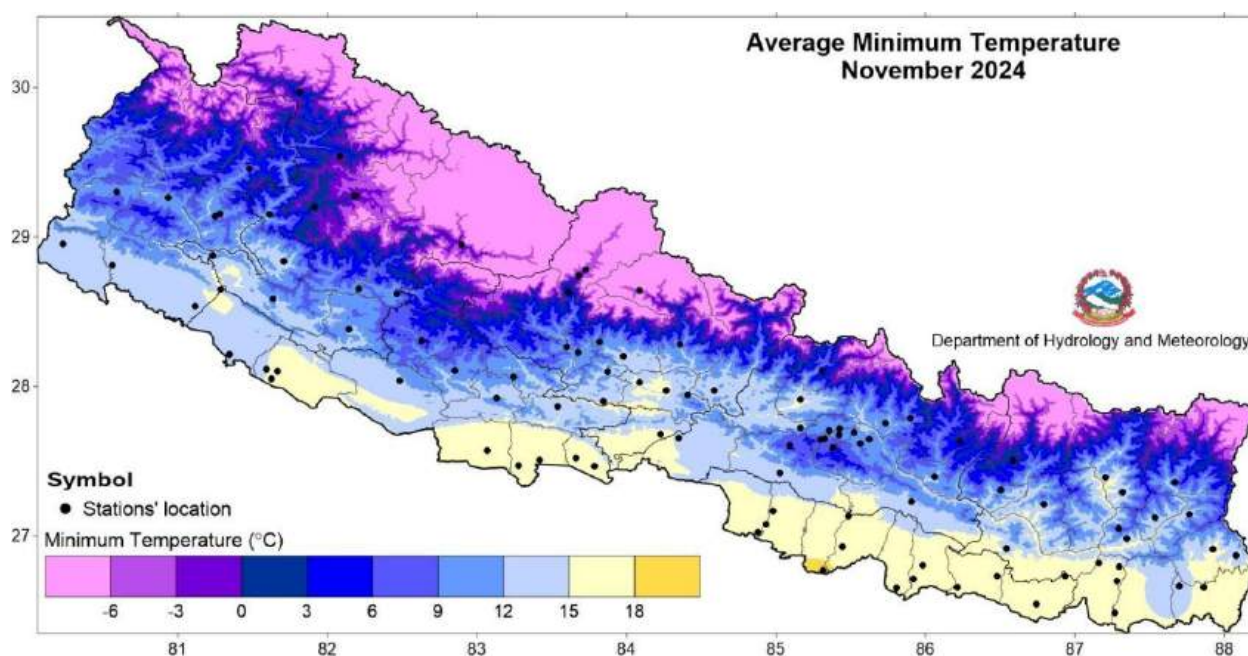 Average Minimum Temperature
November 2024
30
29
28
27
Department of Hydrology and Meteorology
Symbol
Stations' location
Minimum Temperature (°C)
-6 -3 0 3 6 9 12 15 18
81 82 83 84 85 86 87 88